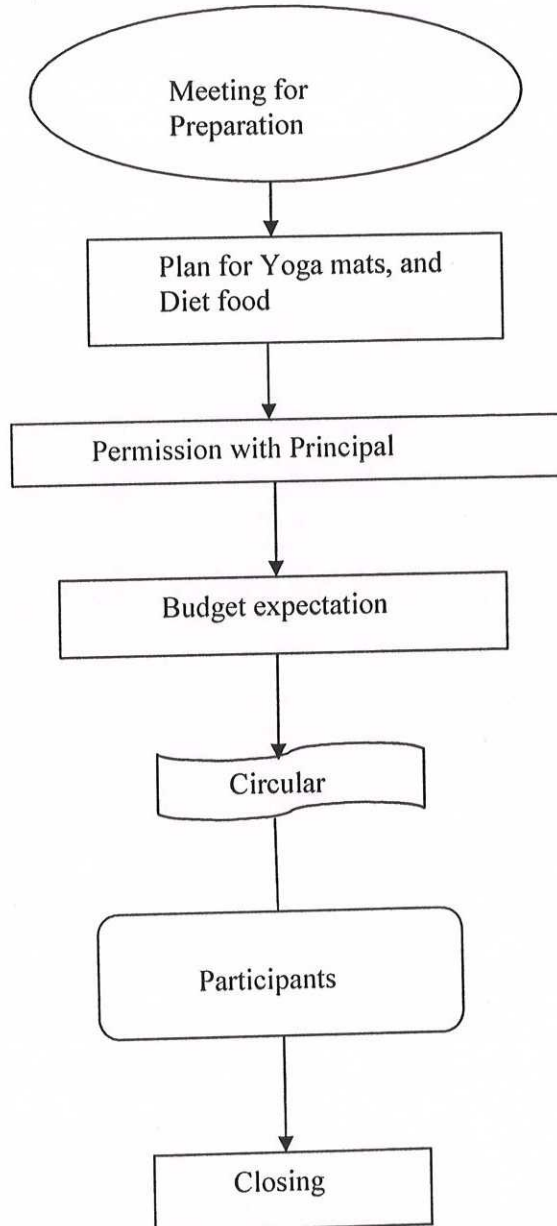 Meeting for
Preparation
Plan for Yoga mats, and
Diet food
Permission with Principal
Budget expectation
Circular
Participants
Closing